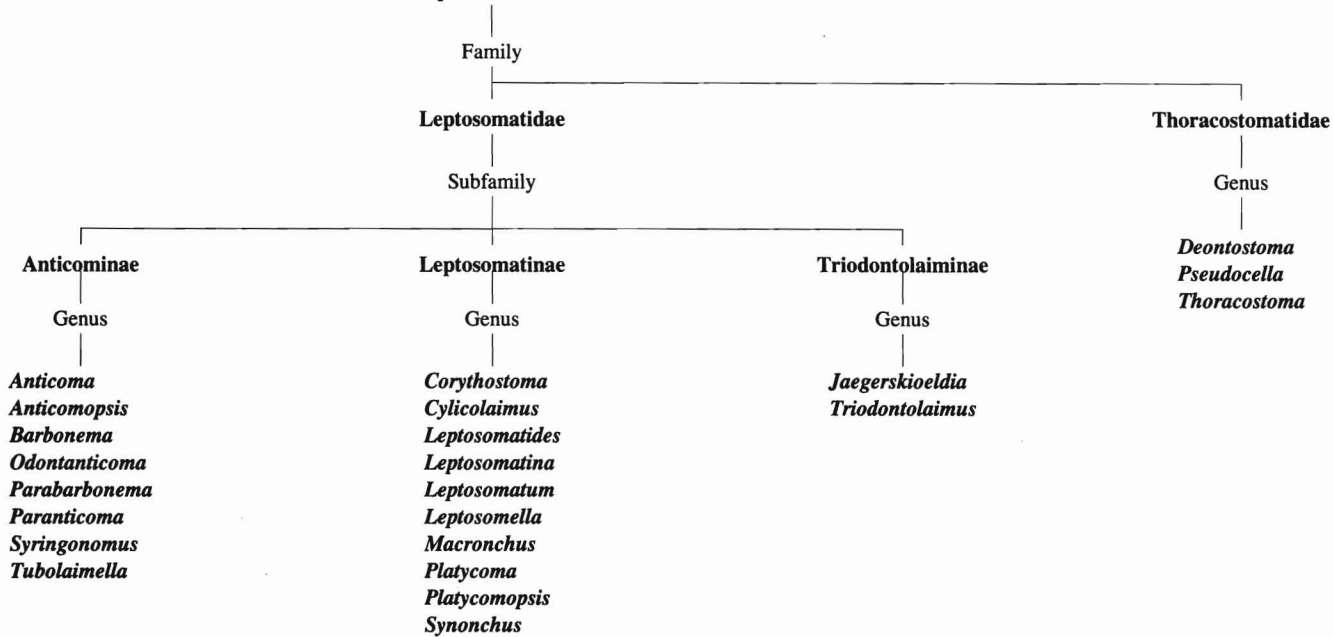 Family
Leptosomatidae
Thoracostomatidae
Subfamily
Genus
Deontostoma
Pseudocella
Thoracostoma
Anticominae
Leptosomatinae
Triodontolaiminae
Genus
Genus
Genus
Anticoma
Anticomopsis
Barbonema
Odontanticoma
Parabarbonema
Paranticoma
Syringonomus
Tubolaimella
Corythostoma
Cylicolaimus
Leptosomatides
Leptosomatina
Leptosomatum
Leptosomella
Macronchus
Platycoma
Platycomopsis
Synonchus
Jaegerskioeldia
Triodontolaimus